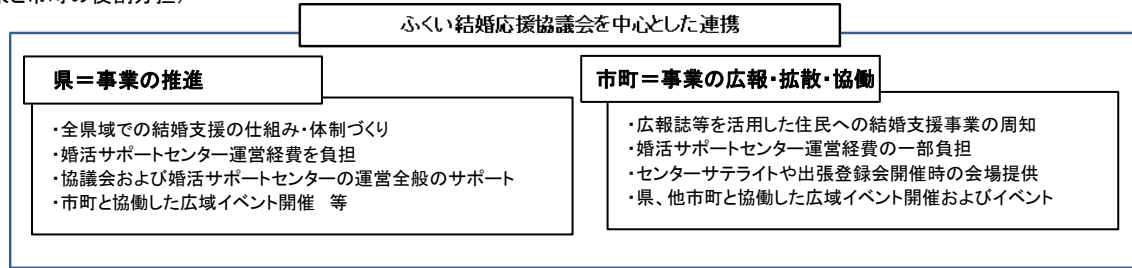 ふくい結婚応援協議会を中心とした連携
県＝事業の推進
・全県域での結婚支援の仕組み・体制づくり
・婚活サポートセンター運営経費を負担
・協議会および婚活サポートセンターの運営全般のサポート
・市町と協働した広域イベント開催　等
市町＝事業の広報・拡散・協働
・広報誌等を活用した住民への結婚支援事業の周知
・婚活サポートセンター運営経費の一部負担
・センターサテライトや出張登録会開催時の会場提供
・県、他市町と協働した広域イベント開催およびイベント